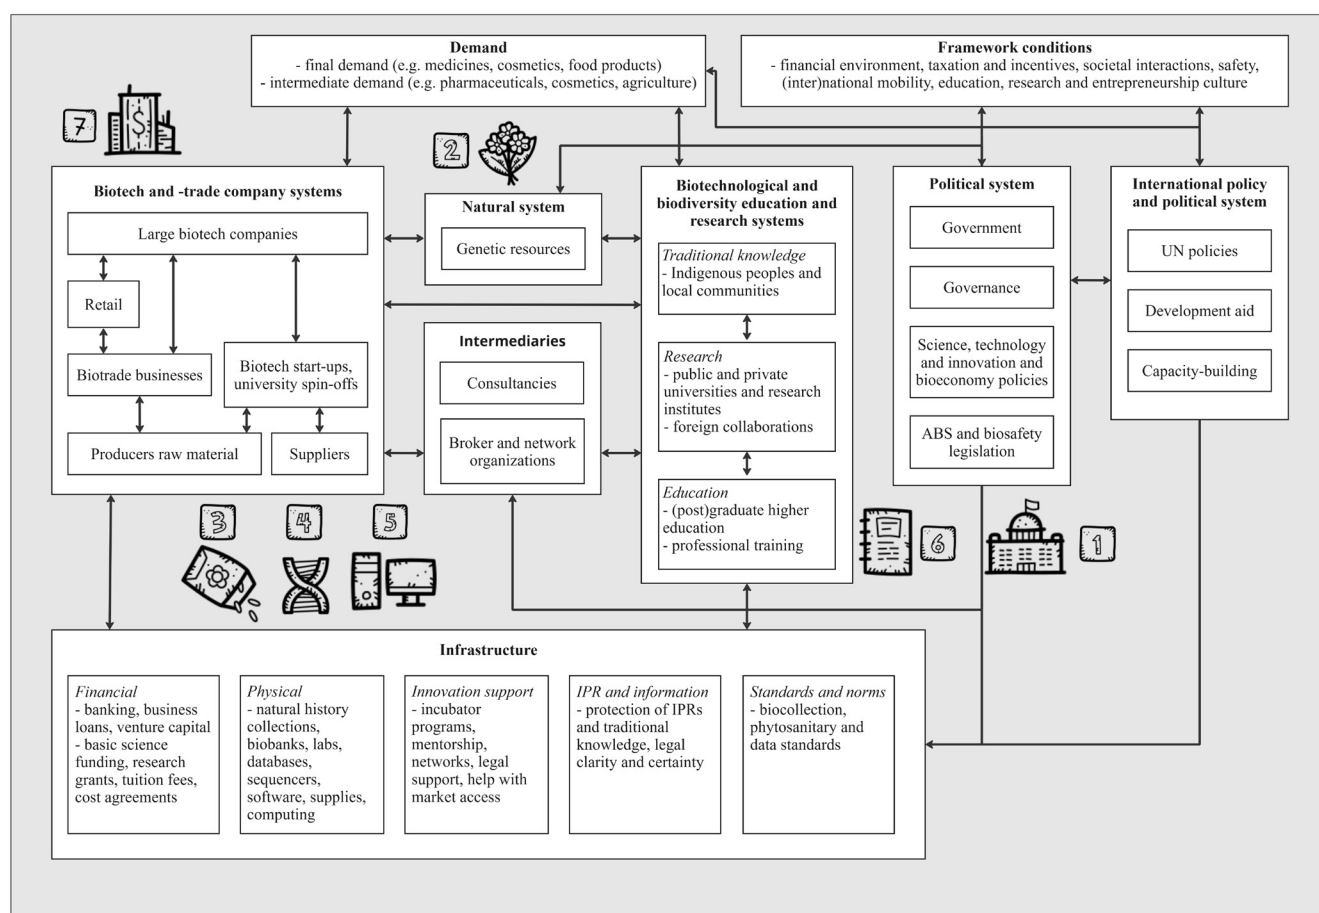 Demand
- final demand (e.g. medicines, cosmetics, food products)
- intermediate demand (e.g. pharmaceuticals, cosmetics, agriculture)
Framework conditions
- financial environment, taxation and incentives, societal interactions, safety,
(inter)national mobility, education, research and entrepreneurship culture
7
$
2
Biotech and -trade company systems
Large biotech companies
Retail
Biotrade businesses
Biotech start-ups,
university spin-offs
Producers raw material
Suppliers
Natural system
Genetic resources
Intermediaries
Consultancies
Broker and network
organizations
Biotechnological and
biodiversity education and
research systems
Traditional knowledge
- Indigenous peoples and
local communities
Research
- public and private
universities and research
institutes
- foreign collaborations
Education
- (post)graduate higher
education
- professional training
Political system
Government
Governance
Science, technology
and innovation and
bioeconomy policies
ABS and biosafety
legislation
International policy
and political system
UN policies
Development aid
Capacity-building
3
4
5
6
1
Infrastructure
Financial
- banking, business
loans, venture capital
- basic science
funding, research
grants, tuition fees,
cost agreements
Physical
- natural history
collections,
biobanks, labs,
databases,
sequencers,
software, supplies,
computing
Innovation support
- incubator
programs,
mentorship,
networks, legal
support, help with
market access
IPR and information
- protection of IPRs
and traditional
knowledge, legal
clarity and certainty
Standards and norms
- biocollection,
phytosanitary and
data standards